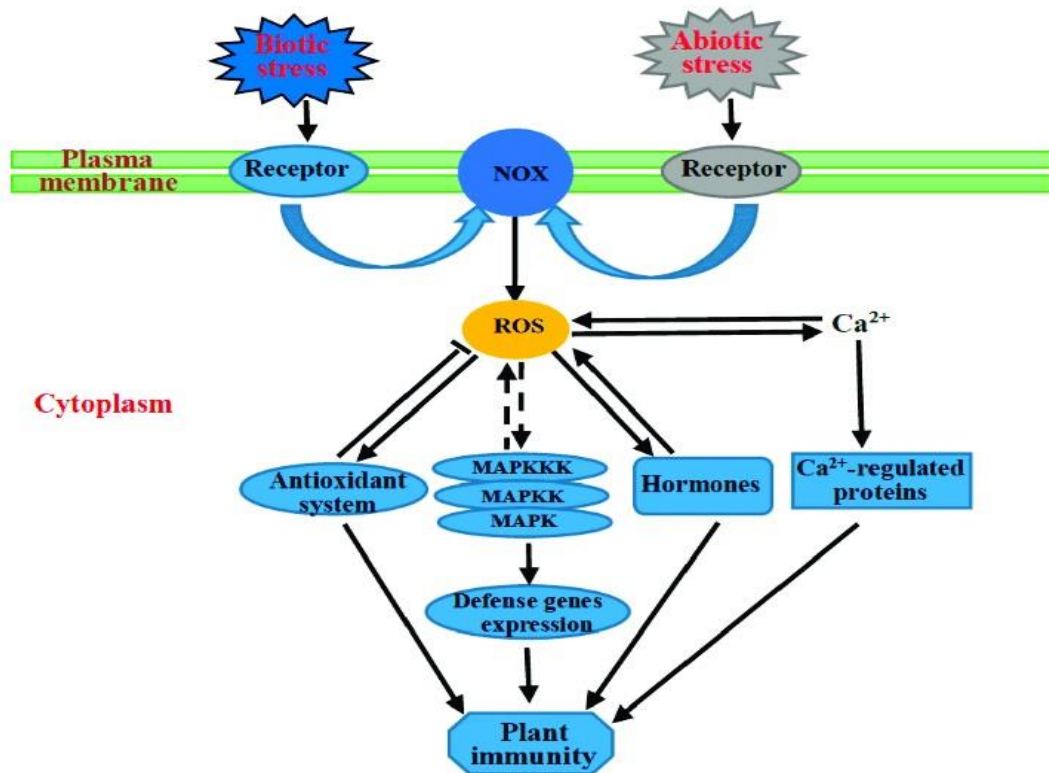 Biotic
stress
Abiotic
stress
Plasma
membrane
Receptor
NOX
Receptor
ROS
Ca²⁺
Cytoplasm
Antioxidant
system
MAPKKK
MAPKK
MAPK
Hormones
Ca²⁺-regulated
proteins
Defense genes
expression
Plant
immunity